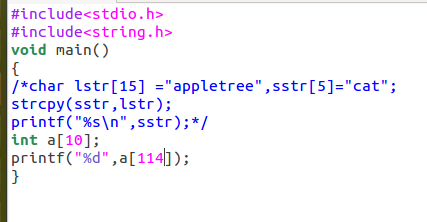 #include<stdio.h>
#include<string.h>
void main()
{
/*char lstr[15] ="appletree",sstr[5]="cat";
strcpy(sstr,lstr);
printf("%s\n",sstr);*/
int a[10];
printf("%d",a[114]);
}